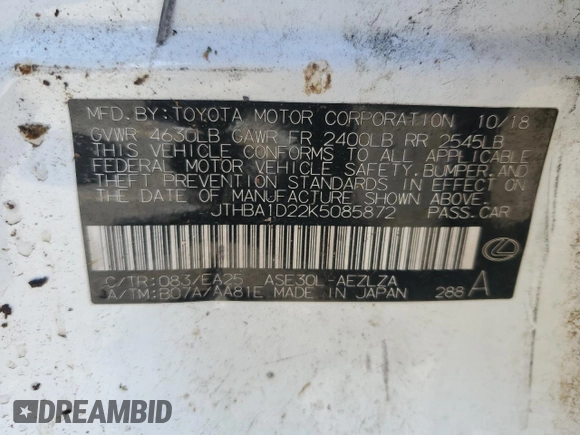 MFD. BY: TOYOTA MOTOR CORPORATION 10/18
GVWR 4630LB GAWR FR 2400LB RR 2545LB
THIS VEHICLE CONFORMS TO ALL APPLICABLE
FEDERAL MOTOR VEHICLE SAFETY, BUMPER, AND
THEFT PREVENTION STANDARDS IN EFFECT ON
THE DATE OF MANUFACTURE SHOWN ABOVE.
JTHBA1D22K5085872 PASS. CAR
C/TR: 083/EA25 ASE30L-AEZLZA
A/TM: B07A/AA81E MADE IN JAPAN 288 A
DREAMBID